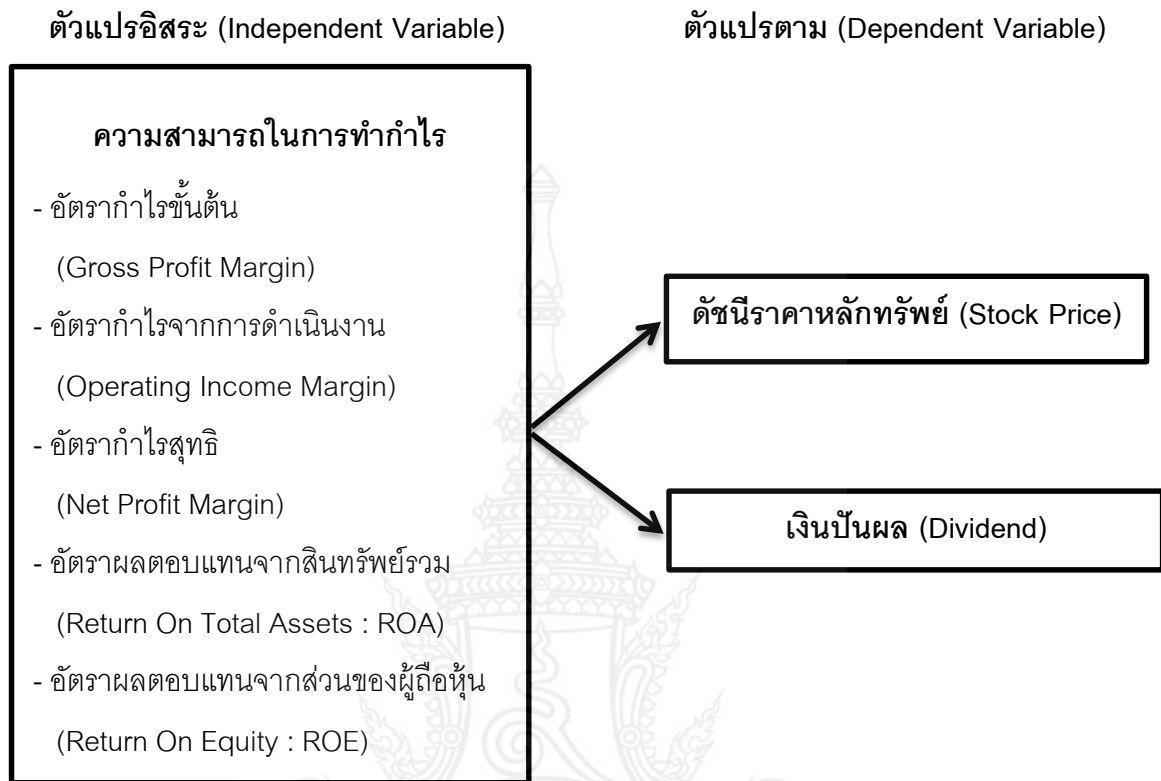 ตัวแปรอิสระ (Independent Variable)
ตัวแปรตาม (Dependent Variable)
ความสามารถในการทำกำไร
- อัตรากำไรขั้นต้น
(Gross Profit Margin)
- อัตรากำไรจากการดำเนินงาน
(Operating Income Margin)
- อัตรากำไรสุทธิ
(Net Profit Margin)
- อัตราผลตอบแทนจากสินทรัพย์รวม
(Return On Total Assets : ROA)
- อัตราผลตอบแทนจากส่วนของผู้ถือหุ้น
(Return On Equity : ROE)
ดัชนีราคาหลักทรัพย์ (Stock Price)
เงินปันผล (Dividend)